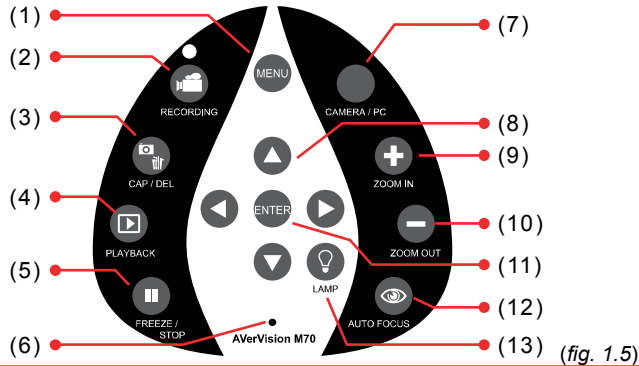 (1)
(2)
(3)
(4)
(5)
(6)
MENU
RECORDING
CAP / DEL
PLAYBACK
FREEZE /
STOP
ENTER
LAMP
AVerVision M70
CAMERA / PC
ZOOM IN
ZOOM OUT
AUTO FOCUS
(7)
(8)
(9)
(10)
(11)
(12)
(13)
(fig. 1.5)